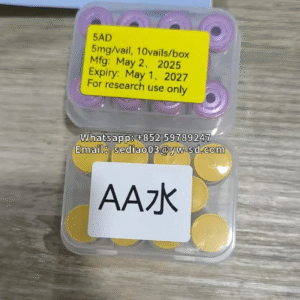 5AD
5mg/vail, 10vails/box
Mfg: May 2、 2025
Expiry: May 1、 2027
For research use only
Whatsapp:+852 59789247
Email：sediao03@yw-sd.com
AA水